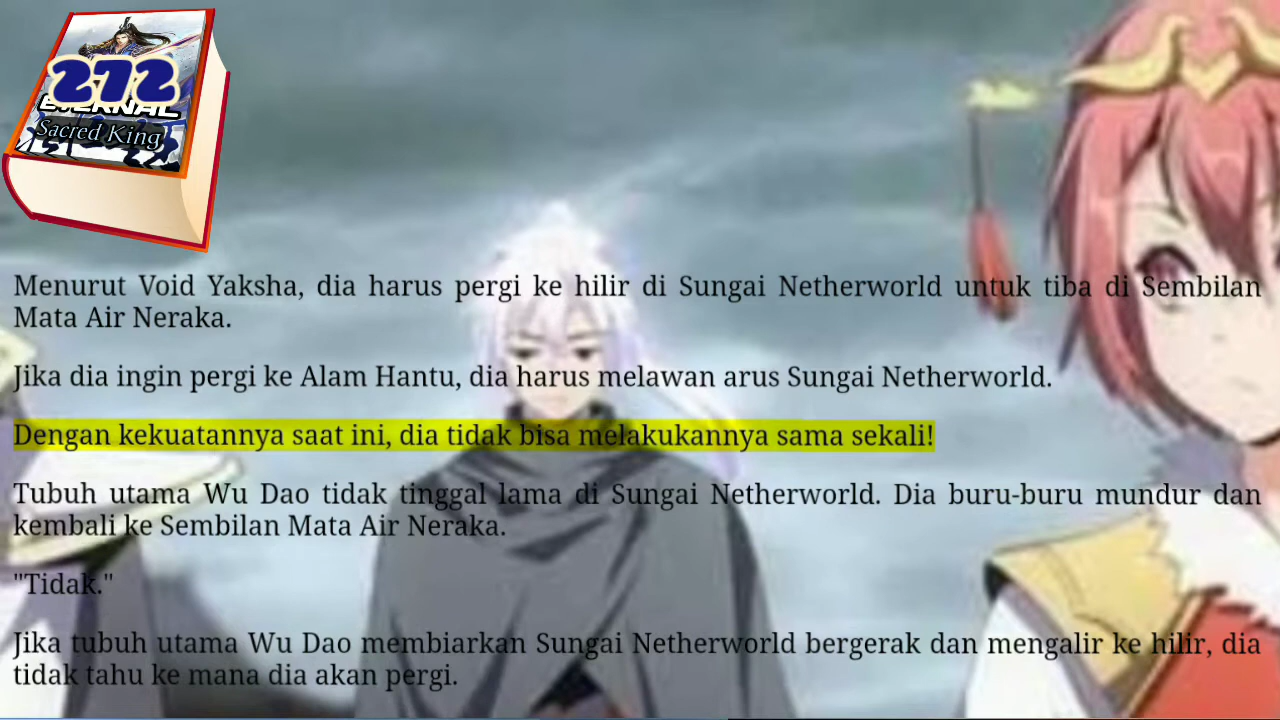 272
ETERNAL
Sacred King
Menurut Void Yaksha, dia harus pergi ke hilir di Sungai Netherworld untuk tiba di Sembilan
Mata Air Neraka.
Jika dia ingin pergi ke Alam Hantu, dia harus melawan arus Sungai Netherworld.
Dengan kekuatannya saat ini, dia tidak bisa melakukannya sama sekali!
Tubuh utama Wu Dao tidak tinggal lama di Sungai Netherworld. Dia buru-buru mundur dan
kembali ke Sembilan Mata Air Neraka.
"Tidak."
Jika tubuh utama Wu Dao membiarkan Sungai Netherworld bergerak dan mengalir ke hilir, dia
tidak tahu ke mana dia akan pergi.